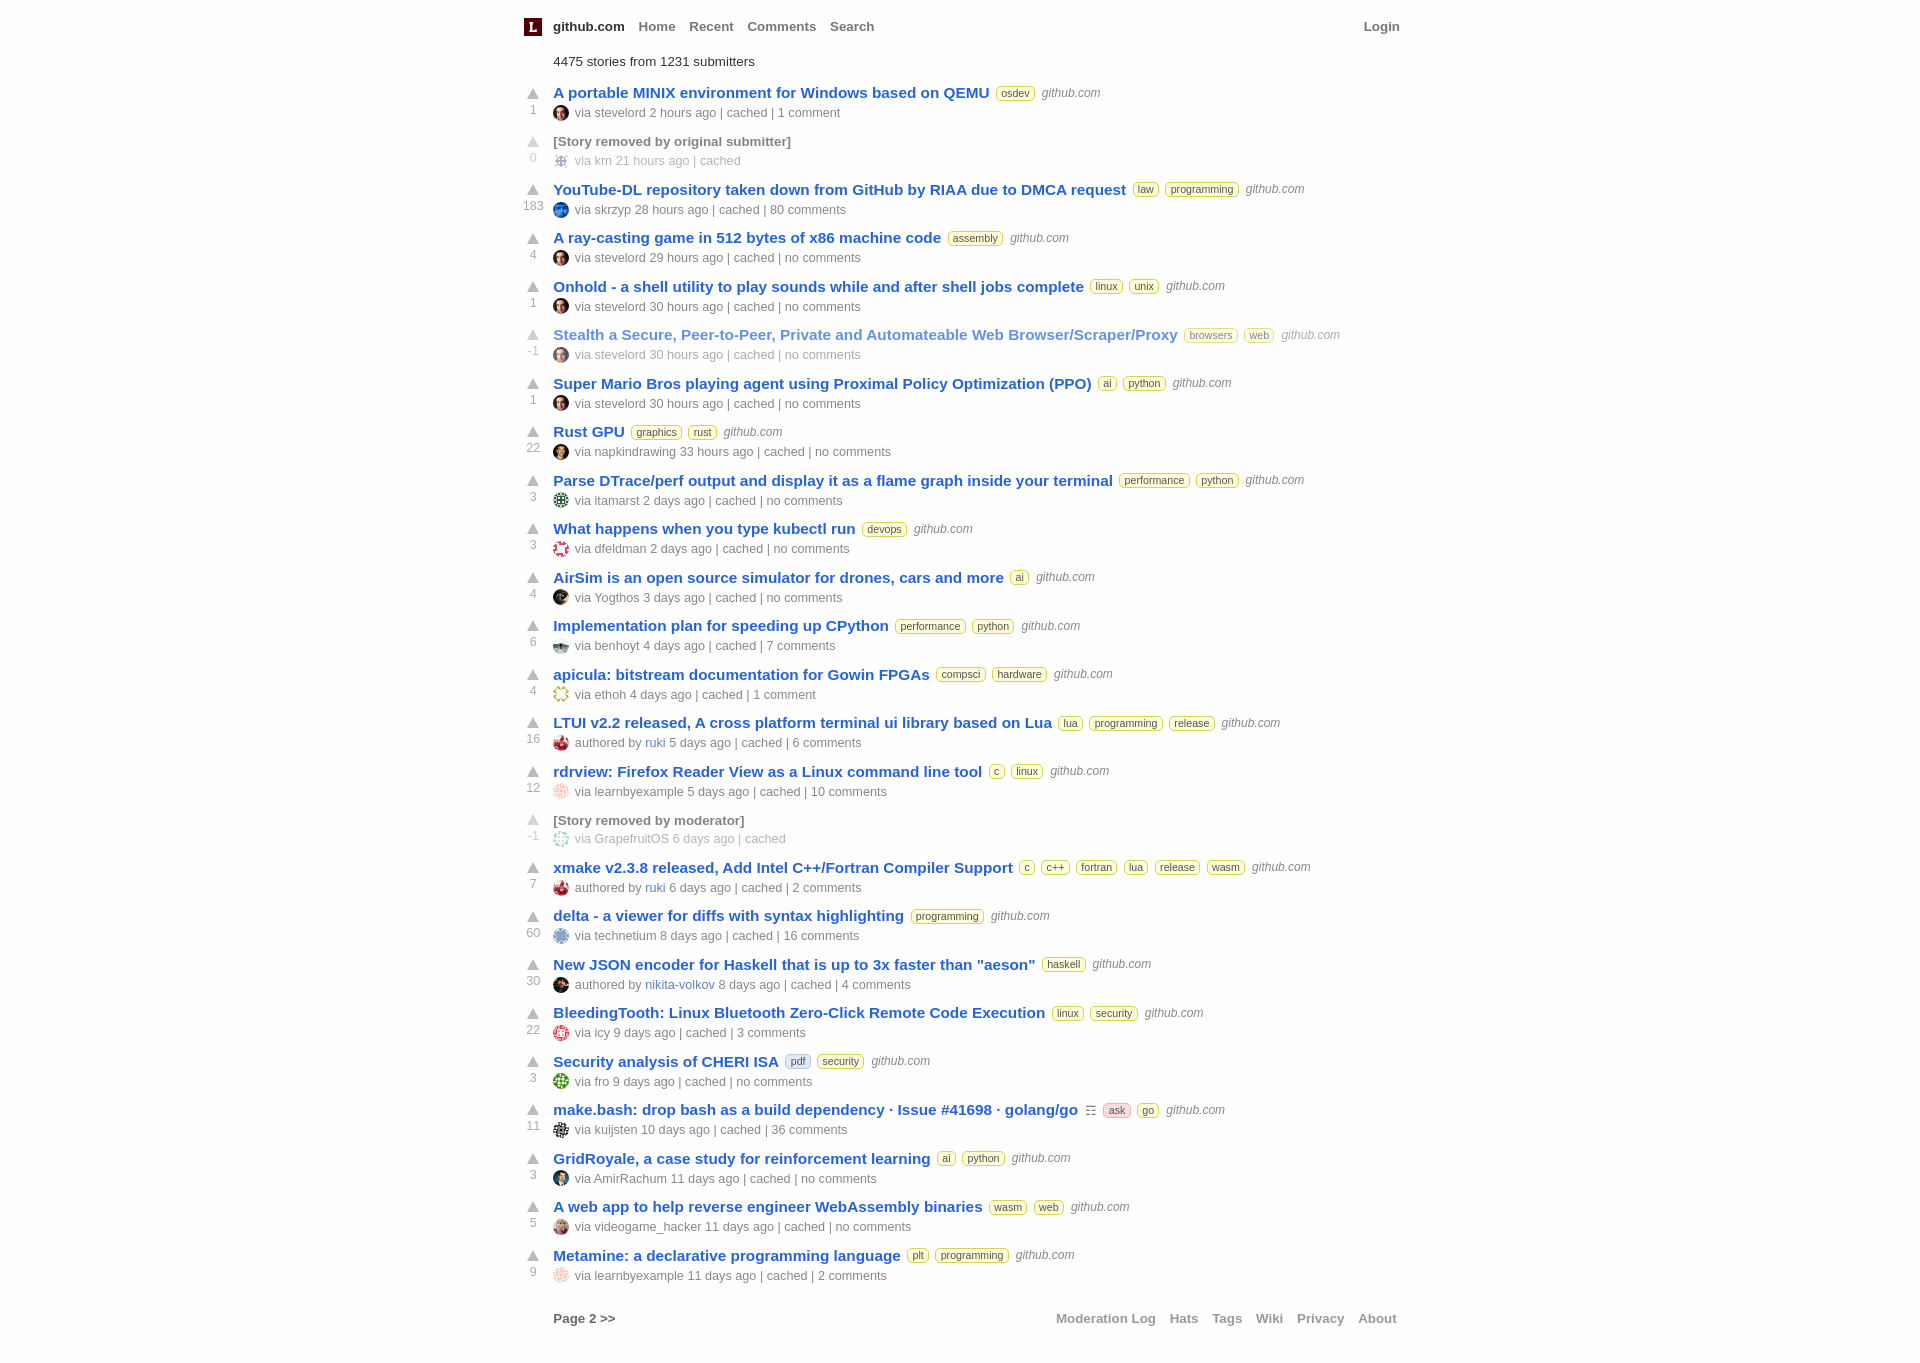 L github.com Home Recent Comments Search Login
4475 stories from 1231 submitters
A portable MINIX environment for Windows based on QEMU osdev github.com
1 via stevelord 2 hours ago | cached | 1 comment
[Story removed by original submitter]
0 via krn 21 hours ago | cached
YouTube-DL repository taken down from GitHub by RIAA due to DMCA request law programming github.com
183 via skrzyp 28 hours ago | cached | 80 comments
A ray-casting game in 512 bytes of x86 machine code assembly github.com
4 via stevelord 29 hours ago | cached | no comments
Onhold - a shell utility to play sounds while and after shell jobs complete linux unix github.com
1 via stevelord 30 hours ago | cached | no comments
Stealth a Secure, Peer-to-Peer, Private and Automateable Web Browser/Scraper/Proxy browsers web github.com
-1 via stevelord 30 hours ago | cached | no comments
Super Mario Bros playing agent using Proximal Policy Optimization (PPO) ai python github.com
1 via stevelord 30 hours ago | cached | no comments
Rust GPU graphics rust github.com
22 via napkindrawing 33 hours ago | cached | no comments
Parse DTrace/perf output and display it as a flame graph inside your terminal performance python github.com
3 via itamarst 2 days ago | cached | no comments
What happens when you type kubectl run devops github.com
3 via dfeldman 2 days ago | cached | no comments
AirSim is an open source simulator for drones, cars and more ai github.com
4 via Yogthos 3 days ago | cached | no comments
Implementation plan for speeding up CPython performance python github.com
6 via benhoyt 4 days ago | cached | 7 comments
apicula: bitstream documentation for Gowin FPGAs compsci hardware github.com
4 via ethoh 4 days ago | cached | 1 comment
LTUI v2.2 released, A cross platform terminal ui library based on Lua lua programming release github.com
16 authored by ruki 5 days ago | cached | 6 comments
rdrview: Firefox Reader View as a Linux command line tool c linux github.com
12 via learnbyexample 5 days ago | cached | 10 comments
[Story removed by moderator]
-1 via GrapefruitOS 6 days ago | cached
xmake v2.3.8 released, Add Intel C++/Fortran Compiler Support c c++ fortran lua release wasm github.com
7 authored by ruki 6 days ago | cached | 2 comments
delta - a viewer for diffs with syntax highlighting programming github.com
60 via technetium 8 days ago | cached | 16 comments
New JSON encoder for Haskell that is up to 3x faster than "aeson" haskell github.com
30 authored by nikita-volkov 8 days ago | cached | 4 comments
BleedingTooth: Linux Bluetooth Zero-Click Remote Code Execution linux security github.com
22 via icy 9 days ago | cached | 3 comments
Security analysis of CHERI ISA pdf security github.com
3 via fro 9 days ago | cached | no comments
make.bash: drop bash as a build dependency · Issue #41698 · golang/go ☶ ask go github.com
11 via kuijsten 10 days ago | cached | 36 comments
GridRoyale, a case study for reinforcement learning ai python github.com
3 via AmirRachum 11 days ago | cached | no comments
A web app to help reverse engineer WebAssembly binaries wasm web github.com
5 via videogame_hacker 11 days ago | cached | no comments
Metamine: a declarative programming language plt programming github.com
9 via learnbyexample 11 days ago | cached | 2 comments
Page 2 >> Moderation Log Hats Tags Wiki Privacy About